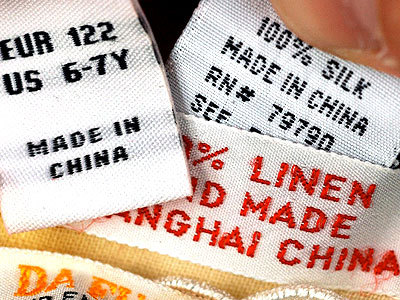 EUR 122
US 6-7Y
MADE IN
CHINA
100% SILK
MADE IN CHINA
RN# 79790
SEE
% LINEN
MADE
SHANGHAI CHINA